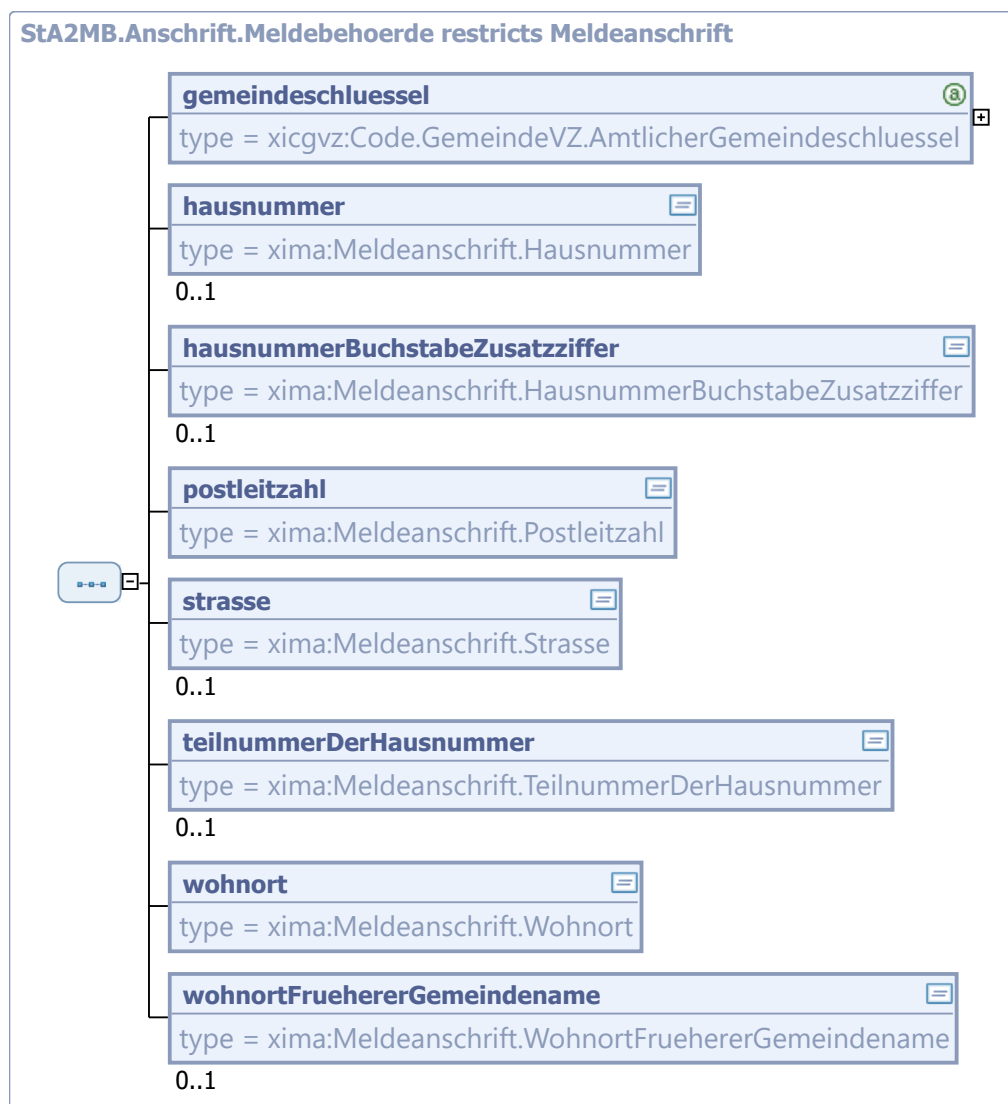 StA2MB.Anschrift.Meldebehoerde restricts Meldeanschrift
gemeindeschluessel
type = xicgvz:Code.GemeindeVZ.AmtlicherGemeindeschluessel
hausnummer
type = xima:Meldeanschrift.Hausnummer
0..1
hausnummerBuchstabeZusatzziffer
type = xima:Meldeanschrift.HausnummerBuchstabeZusatzziffer
0..1
postleitzahl
type = xima:Meldeanschrift.Postleitzahl
strasse
type = xima:Meldeanschrift.Strasse
0..1
teilnummerDerHausnummer
type = xima:Meldeanschrift.TeilnummerDerHausnummer
0..1
wohnort
type = xima:Meldeanschrift.Wohnort
wohnortFruehererGemeindename
type = xima:Meldeanschrift.WohnortFruehererGemeindename
0..1